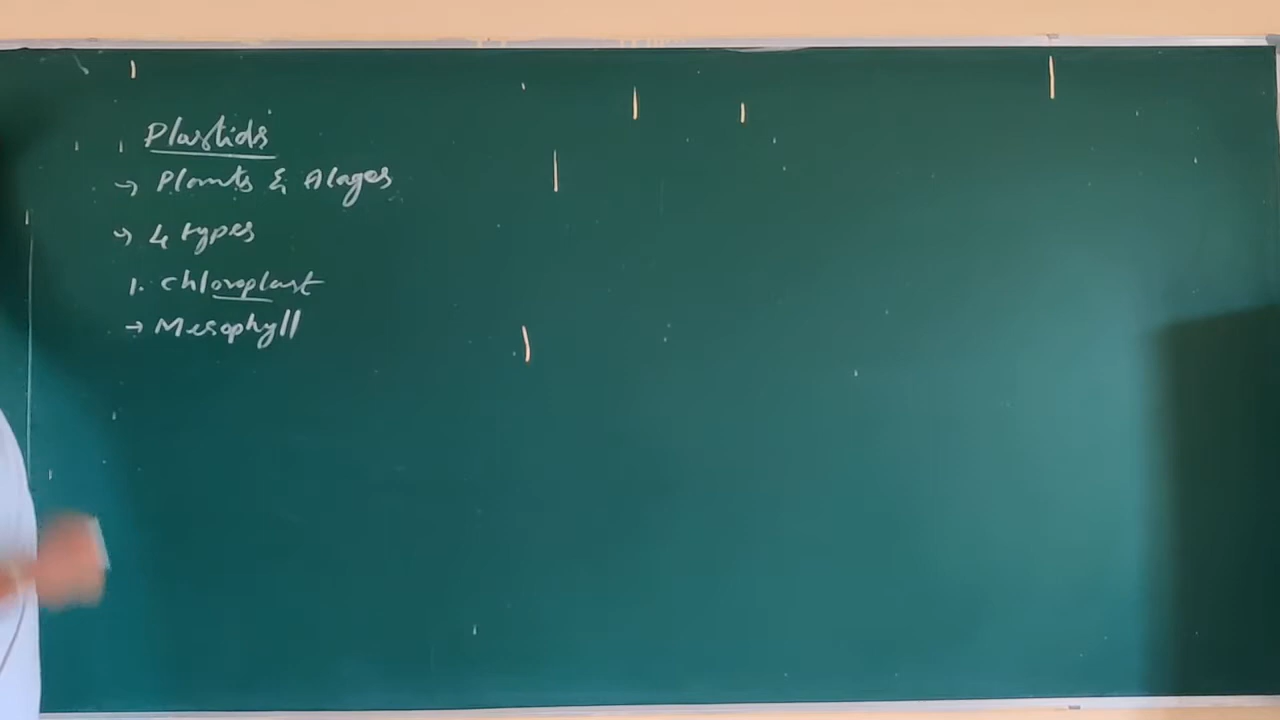 Plastids
→ Plants & Alages
→ 4 types
1. Chloroplast
→ Mesophyll